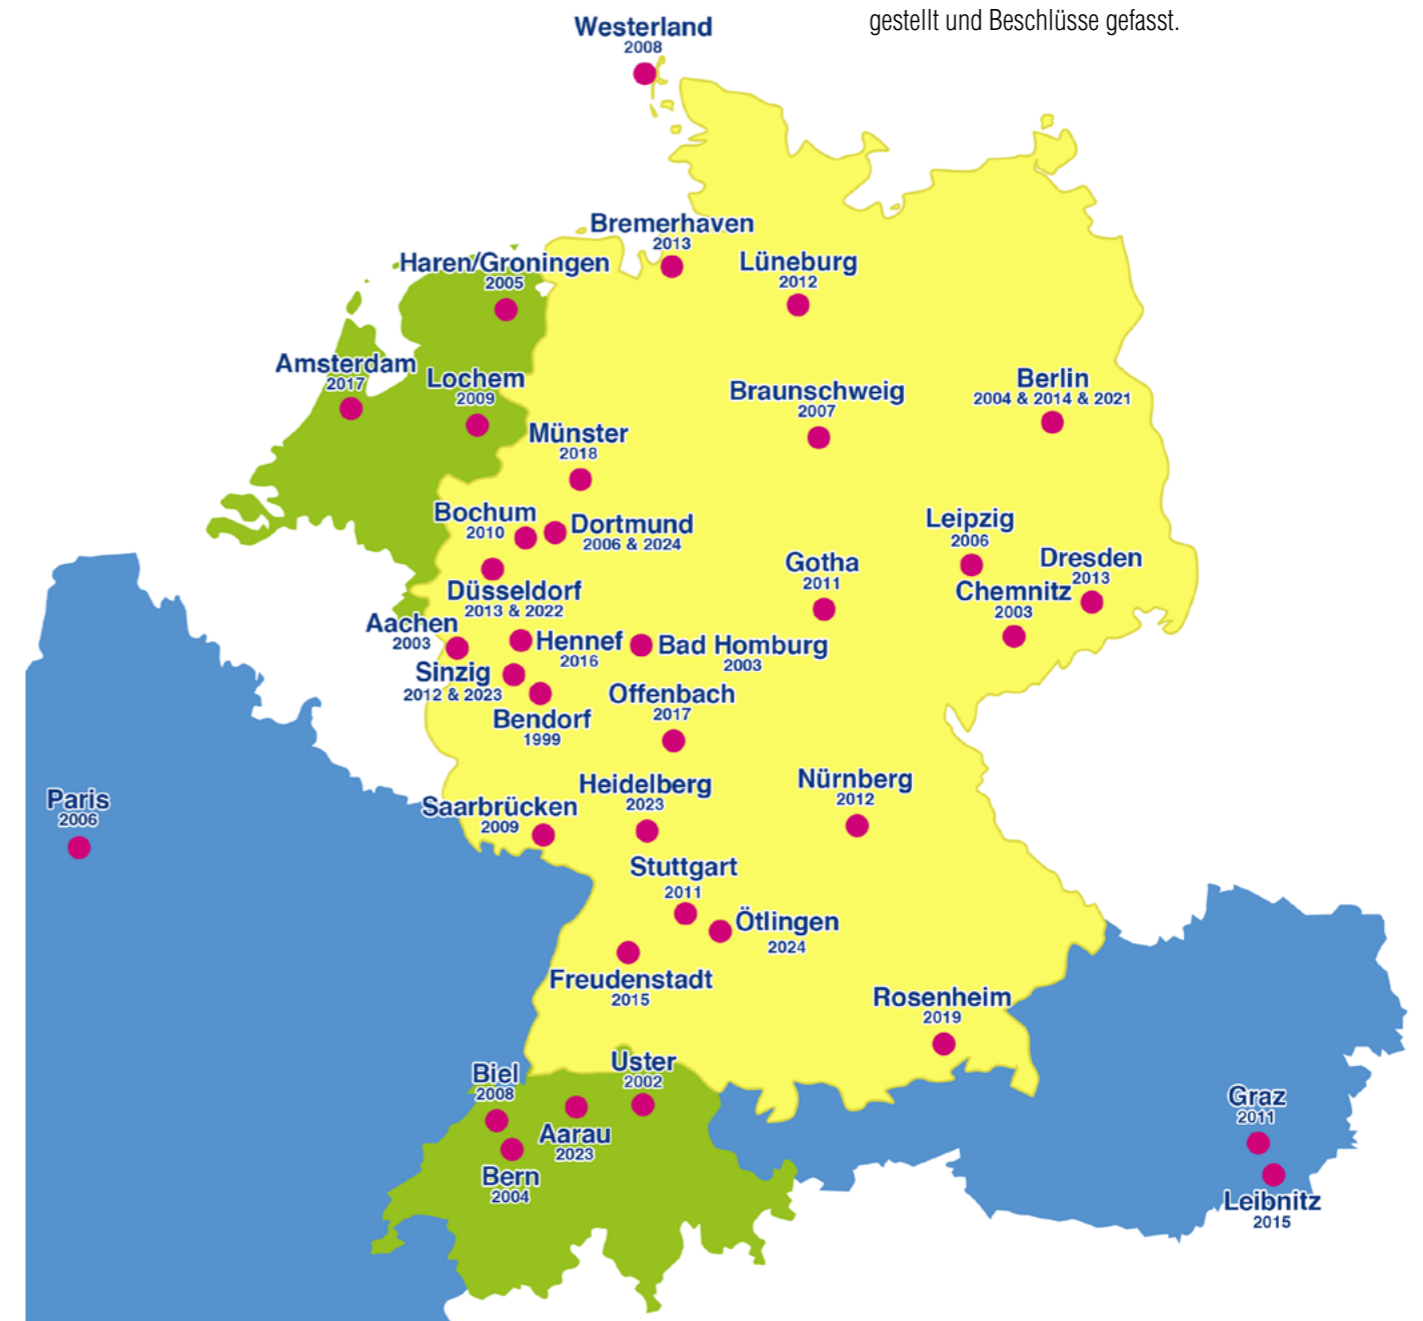 gestellt und Beschlüsse gefasst.
Westerland
2008
Bremerhaven
2013
Haren/Groningen
2005
Lüneburg
2012
Amsterdam
2017
Lochem
2009
Braunschweig
2007
Berlin
2004 & 2014 & 2021
Münster
2018
Bochum
2010
Dortmund
2006 & 2024
Leipzig
2006
Dresden
2013
Gotha
2011
Chemnitz
2003
Düsseldorf
2013 & 2022
Aachen
2003
Hennef
2016
Bad Homburg
2003
Sinzig
2012 & 2023
Bendorf
1999
Offenbach
2017
Paris
2006
Saarbrücken
2009
Heidelberg
2023
Nürnberg
2012
Stuttgart
2011
Ötlingen
2024
Freudenstadt
2015
Rosenheim
2019
Biel
2008
Uster
2002
Aarau
2023
Bern
2004
Graz
2011
Leibnitz
2015